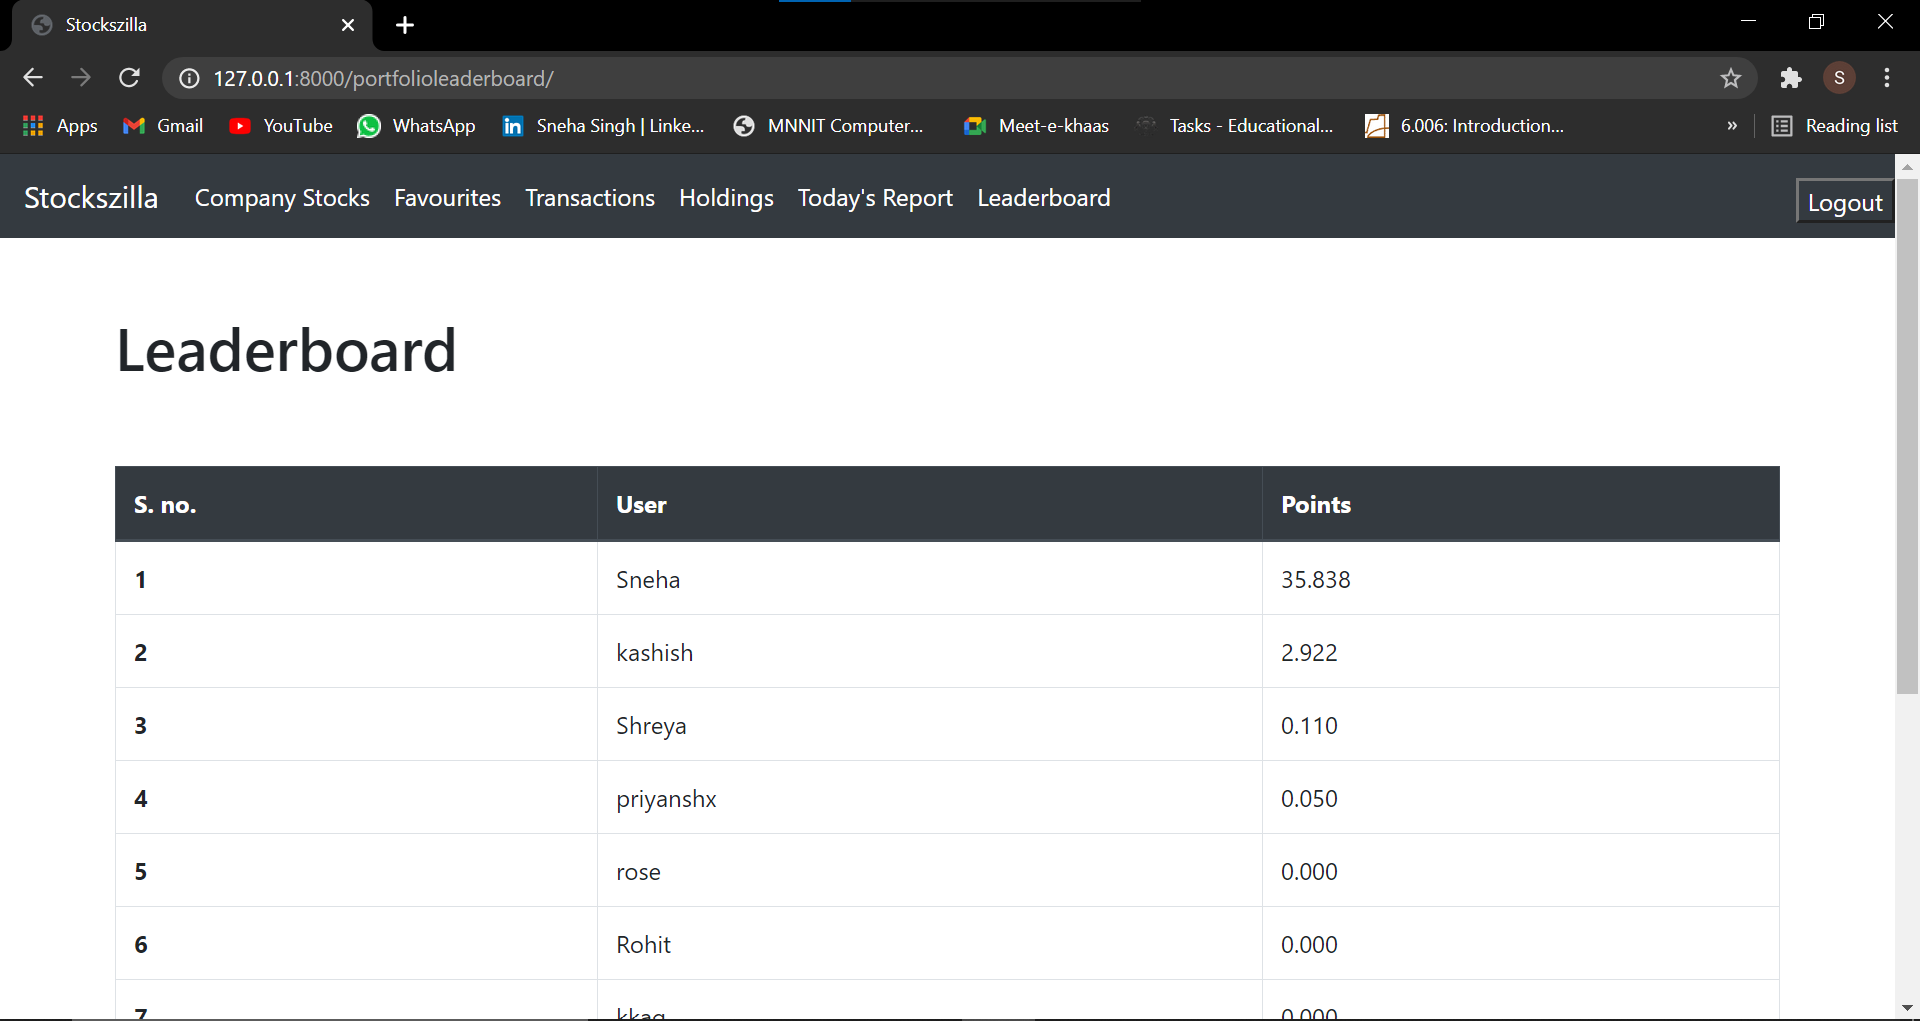 Stockszilla
127.0.0.1:8000/portfolioleaderboard/
S
Apps Gmail YouTube WhatsApp Sneha Singh | Linke... MNNIT Computer... Meet-e-khaas Tasks - Educational... 6.006: Introduction... » Reading list
Stockszilla Company Stocks Favourites Transactions Holdings Today's Report Leaderboard Logout
Leaderboard
S. no. User Points
1 Sneha 35.838
2 kashish 2.922
3 Shreya 0.110
4 priyanshx 0.050
5 rose 0.000
6 Rohit 0.000
7 0.000